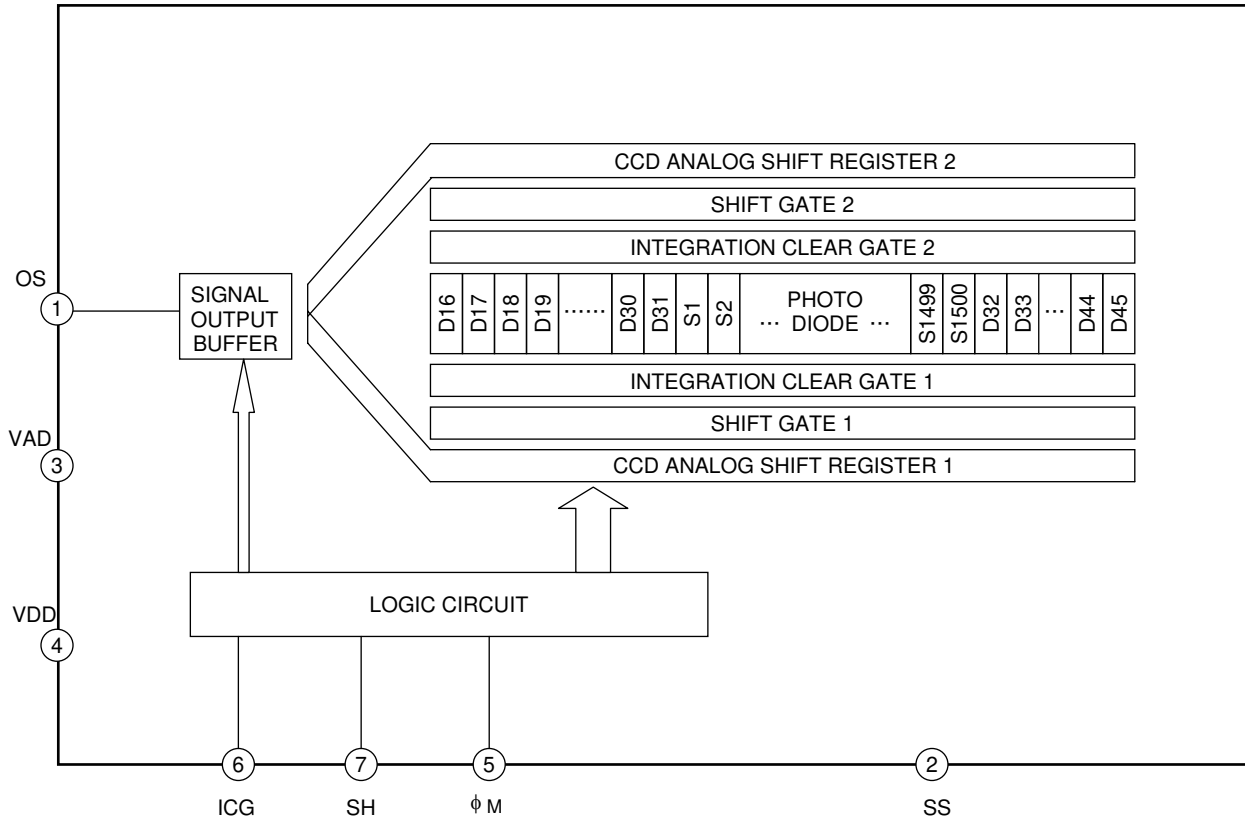 CCD ANALOG SHIFT REGISTER 2
SHIFT GATE 2
INTEGRATION CLEAR GATE 2
OS
1
SIGNAL
OUTPUT
BUFFER
D16
D17
D18
D19
......
D30
D31
S1
S2
PHOTO
... DIODE ...
S1499
S1500
D32
D33
...
D44
D45
INTEGRATION CLEAR GATE 1
SHIFT GATE 1
CCD ANALOG SHIFT REGISTER 1
VAD
3
LOGIC CIRCUIT
VDD
4
6
7
5
2
ICG
SH
ϕ M
SS